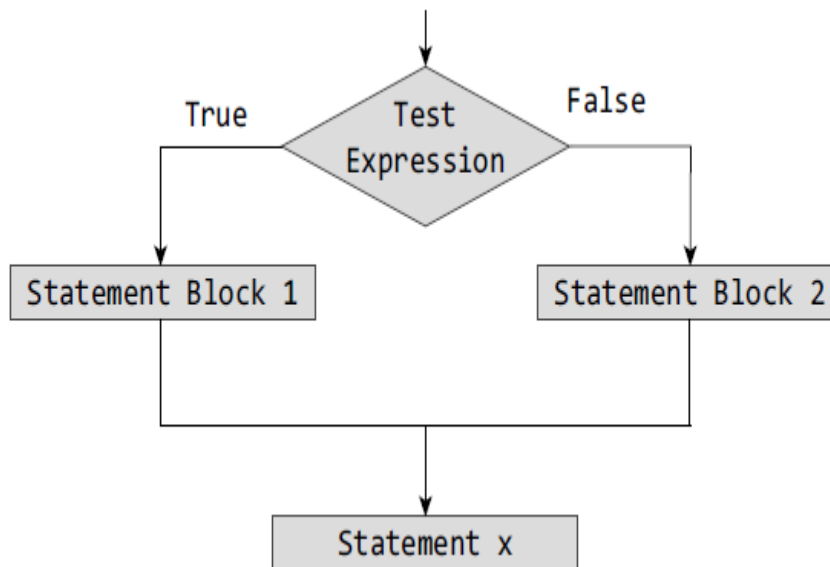 True
False
Test
Expression
Statement Block 1
Statement Block 2
Statement x